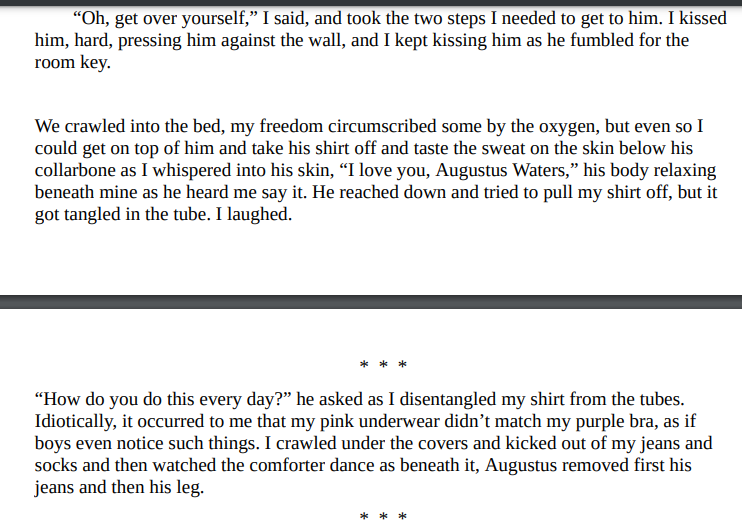 “Oh, get over yourself,” I said, and took the two steps I needed to get to him. I kissed
him, hard, pressing him against the wall, and I kept kissing him as he fumbled for the
room key.
We crawled into the bed, my freedom circumscribed some by the oxygen, but even so I
could get on top of him and take his shirt off and taste the sweat on the skin below his
collarbone as I whispered into his skin, “I love you, Augustus Waters,” his body relaxing
beneath mine as he heard me say it. He reached down and tried to pull my shirt off, but it
got tangled in the tube. I laughed.
* * *
“How do you do this every day?” he asked as I disentangled my shirt from the tubes.
Idiotically, it occurred to me that my pink underwear didn’t match my purple bra, as if
boys even notice such things. I crawled under the covers and kicked out of my jeans and
socks and then watched the comforter dance as beneath it, Augustus removed first his
jeans and then his leg.
* * *